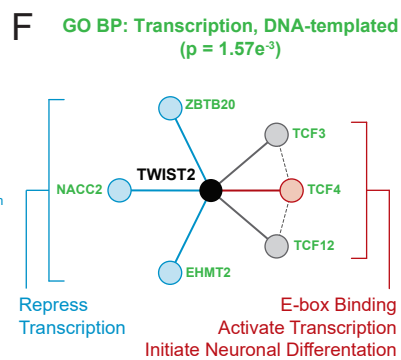 F
GO BP: Transcription, DNA-templated
(p = 1.57e⁻³)
ZBTB20
TCF3
TWIST2
NACC2
TCF4
TCF12
EHMT2
n
Repress
Transcription
E-box Binding
Activate Transcription
Initiate Neuronal Differentation